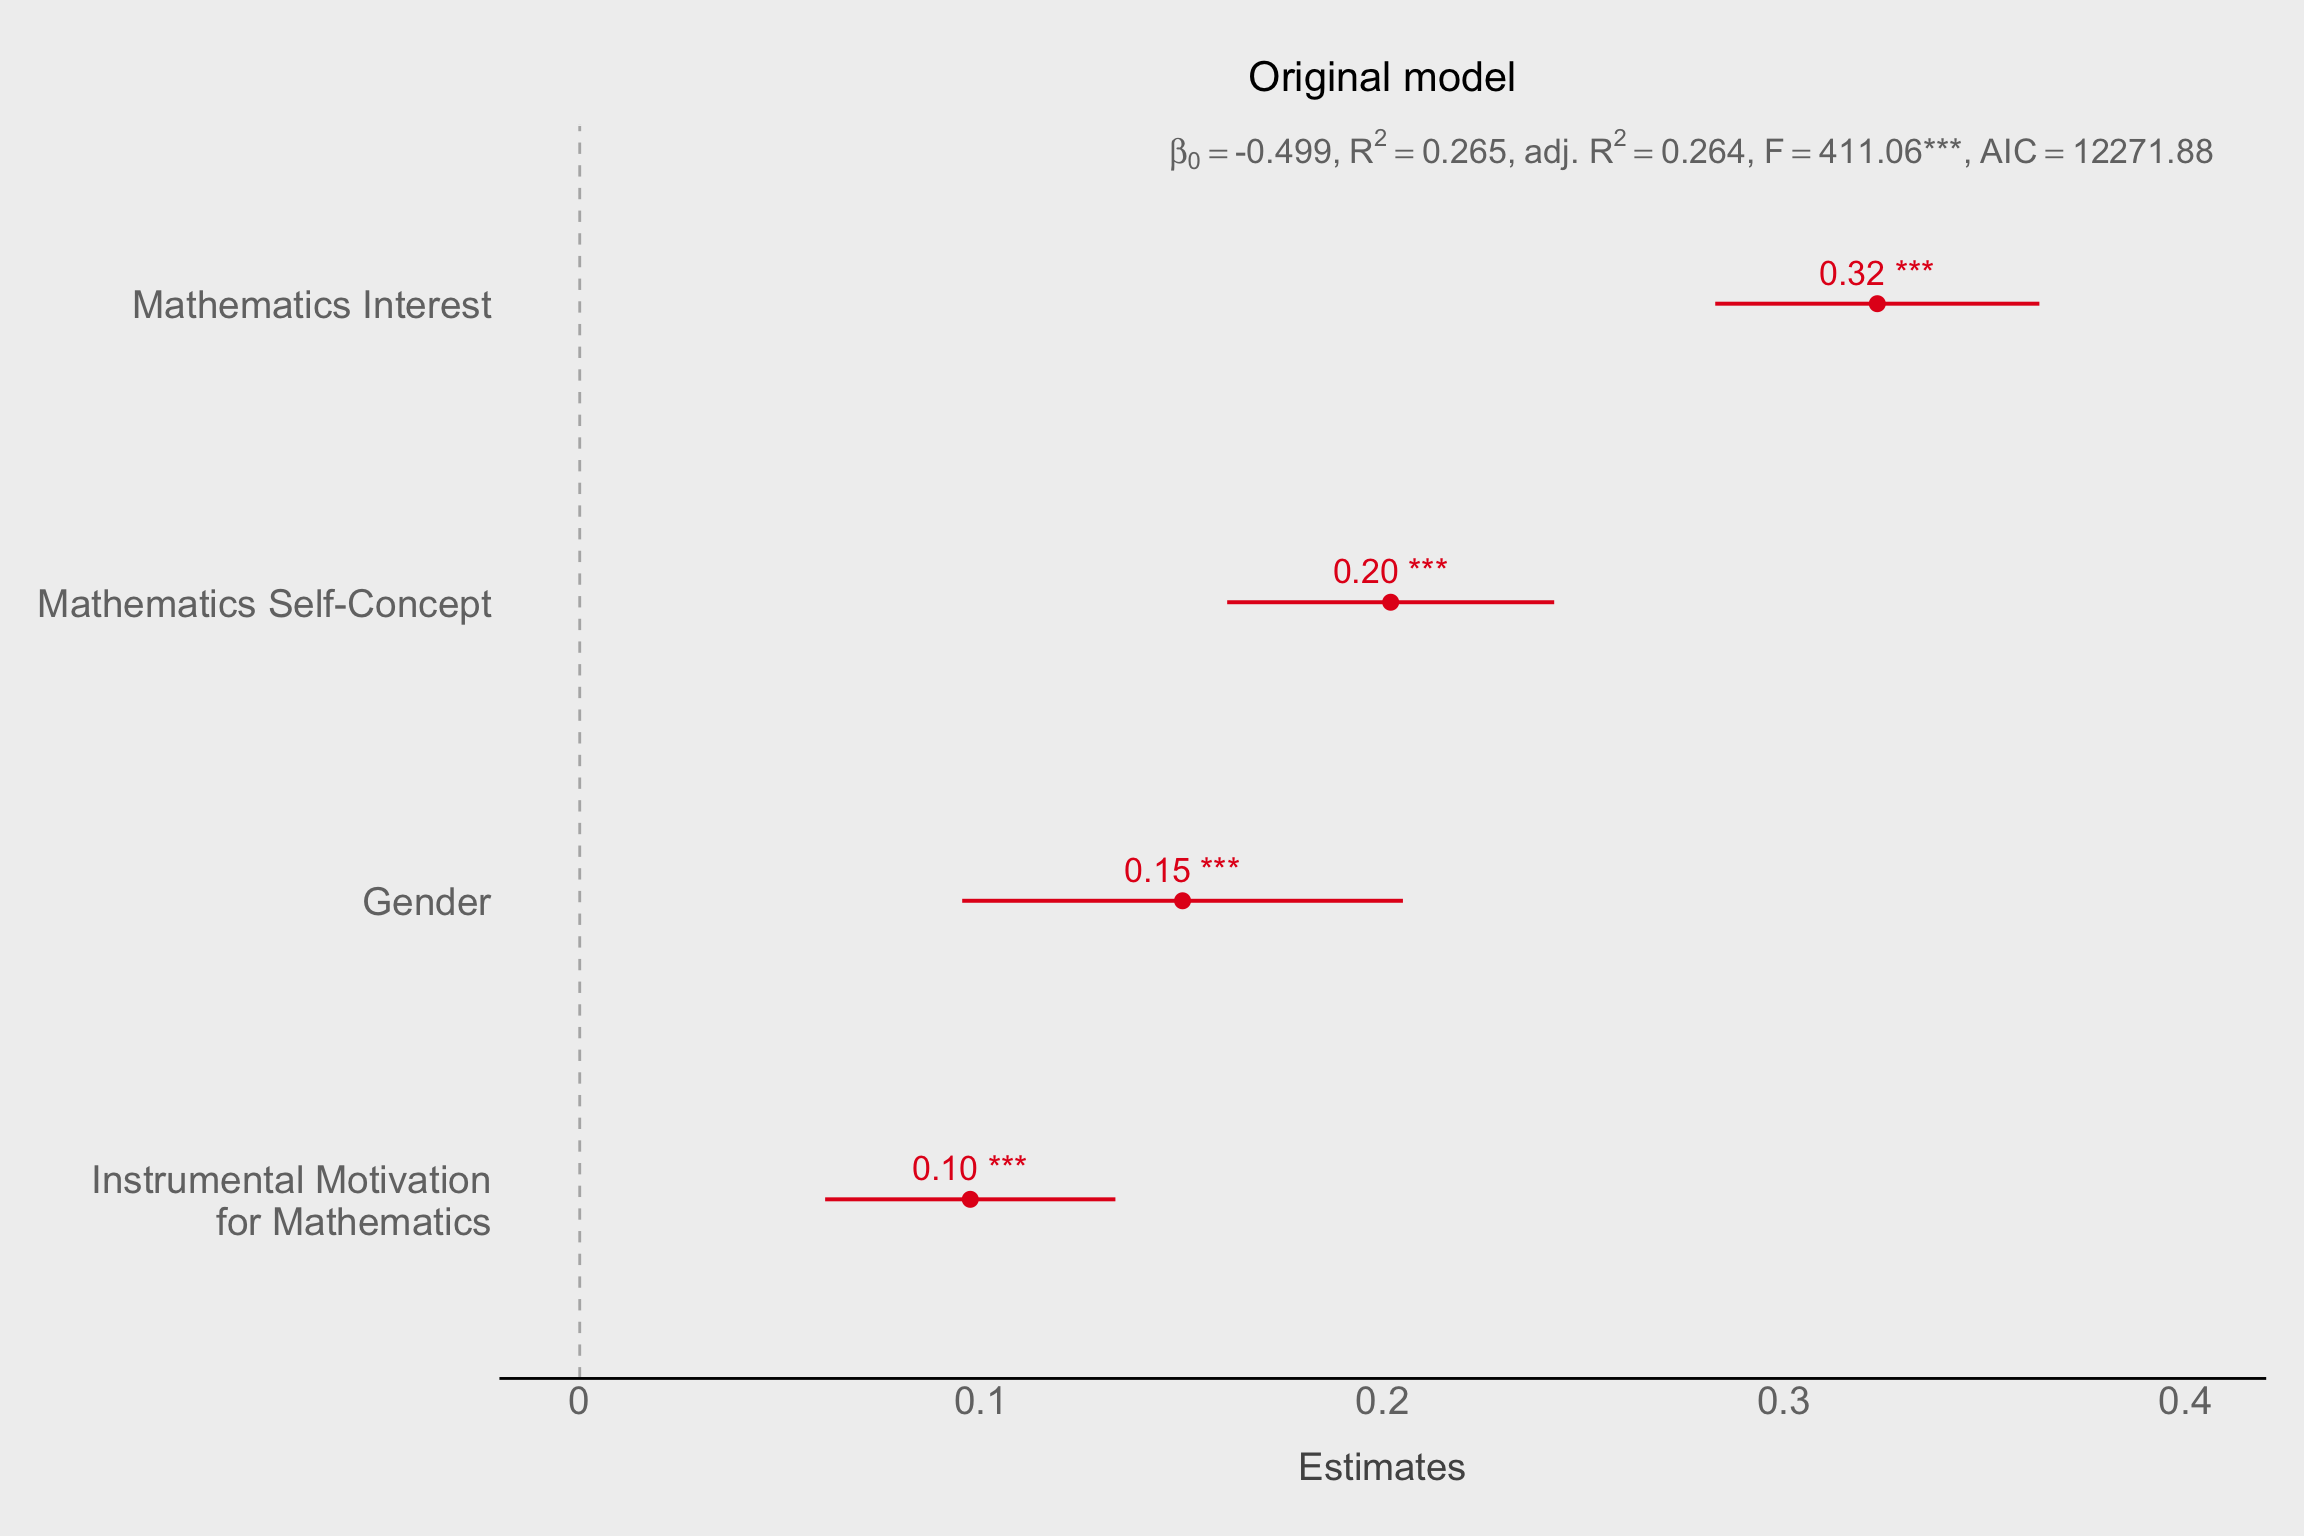 Original model
β₀ = -0.499, R² = 0.265, adj. R² = 0.264, F = 411.06***, AIC = 12271.88
Mathematics Interest
0.32 ***
Mathematics Self-Concept
0.20 ***
Gender
0.15 ***
Instrumental Motivation
for Mathematics
0.10 ***
0 0.1 0.2 0.3 0.4
Estimates